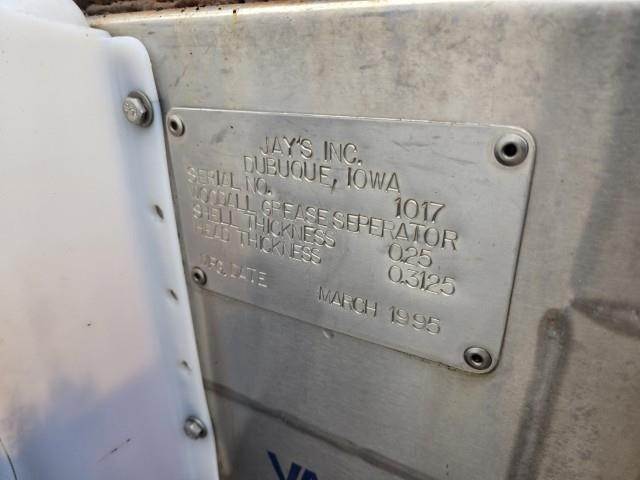 JAY'S INC.
DUBUQUE, IOWA
SERIAL NO. 1017
GREASE SEPERATOR
SHELL THICKNESS 0.25
HEAD THICKNESS 0.3125
MFG. DATE MARCH 1995
VA